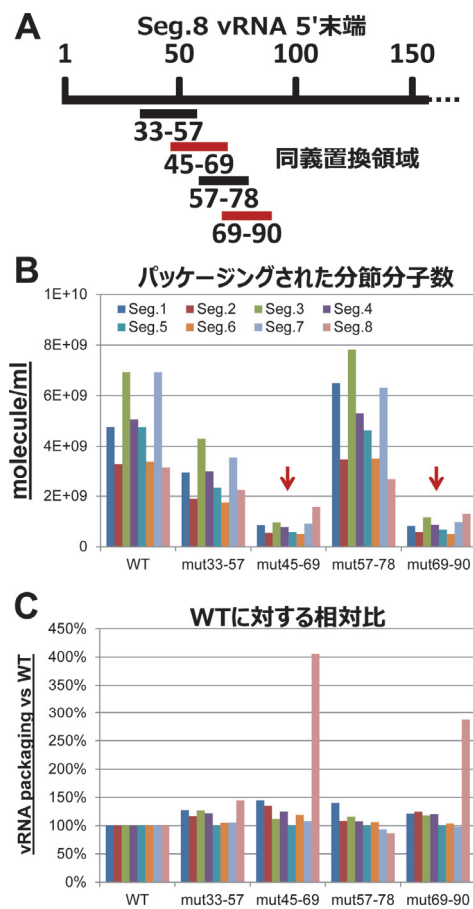 A
Seg.8 vRNA 5'末端
1 50 100 150
33-57
45-69
同義置換領域
57-78
69-90
B
パッケージングされた分節分子数
1E+10
Seg.1 Seg.2 Seg.3 Seg.4
Seg.5 Seg.6 Seg.7 Seg.8
8E+09
6E+09
4E+09
2E+09
0
molecule/ml
WT mut33-57 mut45-69 mut57-78 mut69-90
C
WTに対する相対比
450%
400%
350%
300%
250%
200%
150%
100%
50%
0%
vRNA packaging vs WT
WT mut33-57 mut45-69 mut57-78 mut69-90